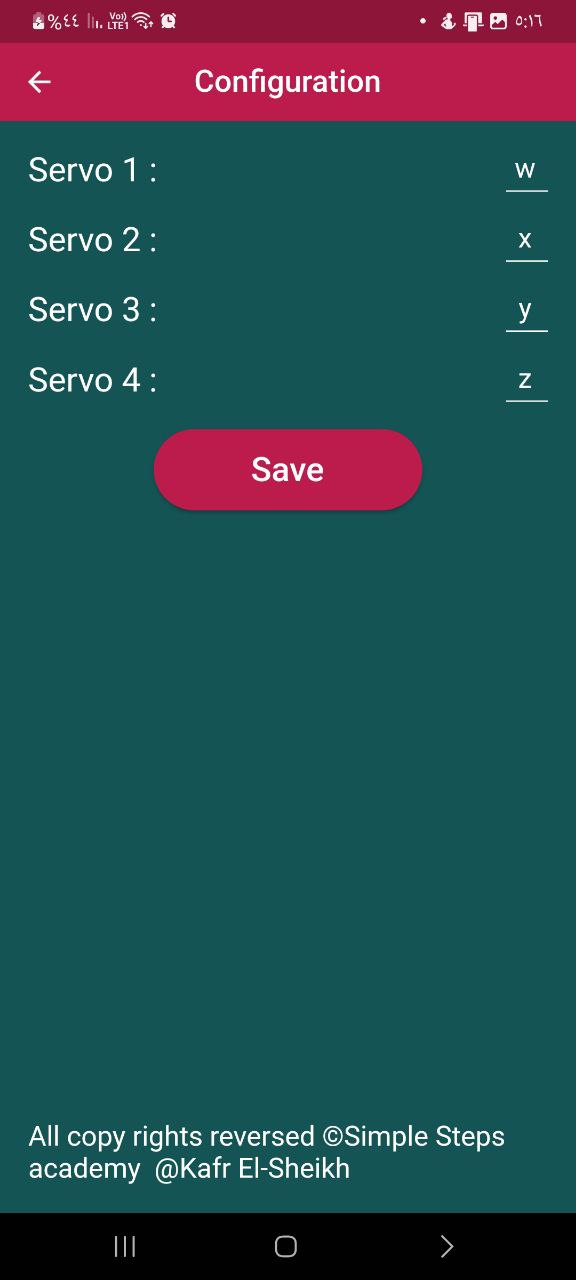 %٤٤ Vo)) LTE1 ٥:١٦
Configuration
Servo 1 : w
Servo 2 : x
Servo 3 : y
Servo 4 : z
Save
All copy rights reversed ©Simple Steps
academy @Kafr El-Sheikh